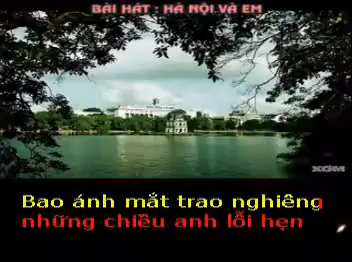 BÀI HÁT : HÀ NỘI VÀ EM
Bao ánh mắt trao nghiêng
những chiều anh lỗi hẹn